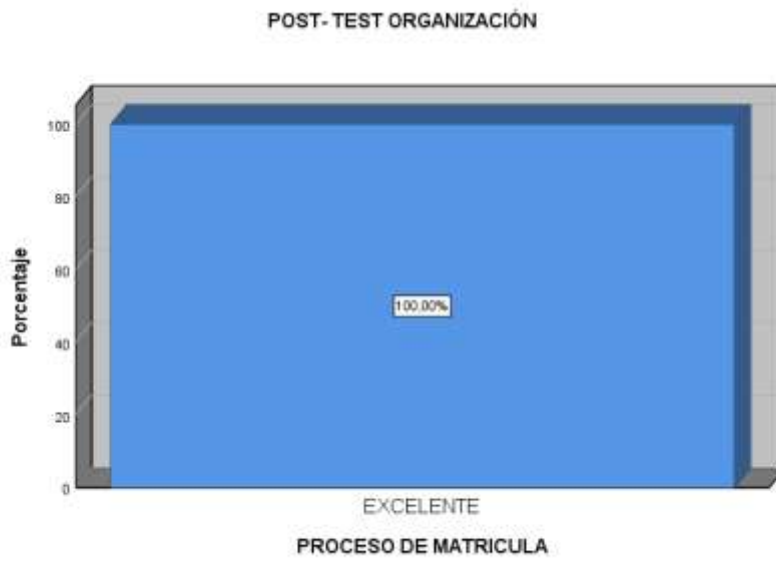 POST- TEST ORGANIZACIÓN
Porcentaje
100
80
60
40
20
0
100,00%
EXCELENTE
PROCESO DE MATRICULA